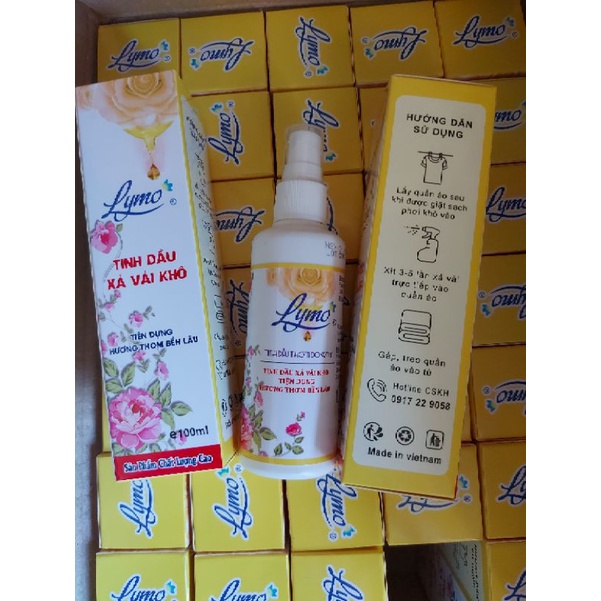 Lymo
TINH DẦU
XẢ VẢI KHÔ
TIỆN DỤNG
HƯƠNG THƠM BỀN LÂU
℮100ml
Sản Phẩm Chất Lượng Cao
Lymo
TINH DẦU XẢ VẢI KHÔ
TIỆN DỤNG
HƯƠNG THƠM BỀN LÂU
HƯỚNG DẪN
SỬ DỤNG
Lấy quần áo sau
khi được giặt sạch
phơi khô vào
Xịt 3-5 lần xả vải
trực tiếp vào
quần áo
Gấp, treo quần
áo vào tủ
Hotline CSKH
0917 22 9058
Made in vietnam
Lymo
Lymo
Lymo
Lymo
Lymo
Lymo
Lymo
Lymo
Lymo